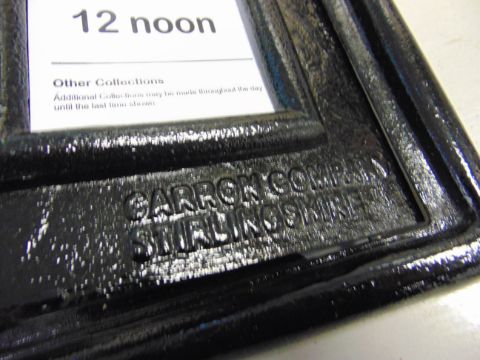 12 noon
Other Collections
Additional Collections may be made throughout the day
until the last time shown
CARRON COMPANY
STIRLINGSHIRE